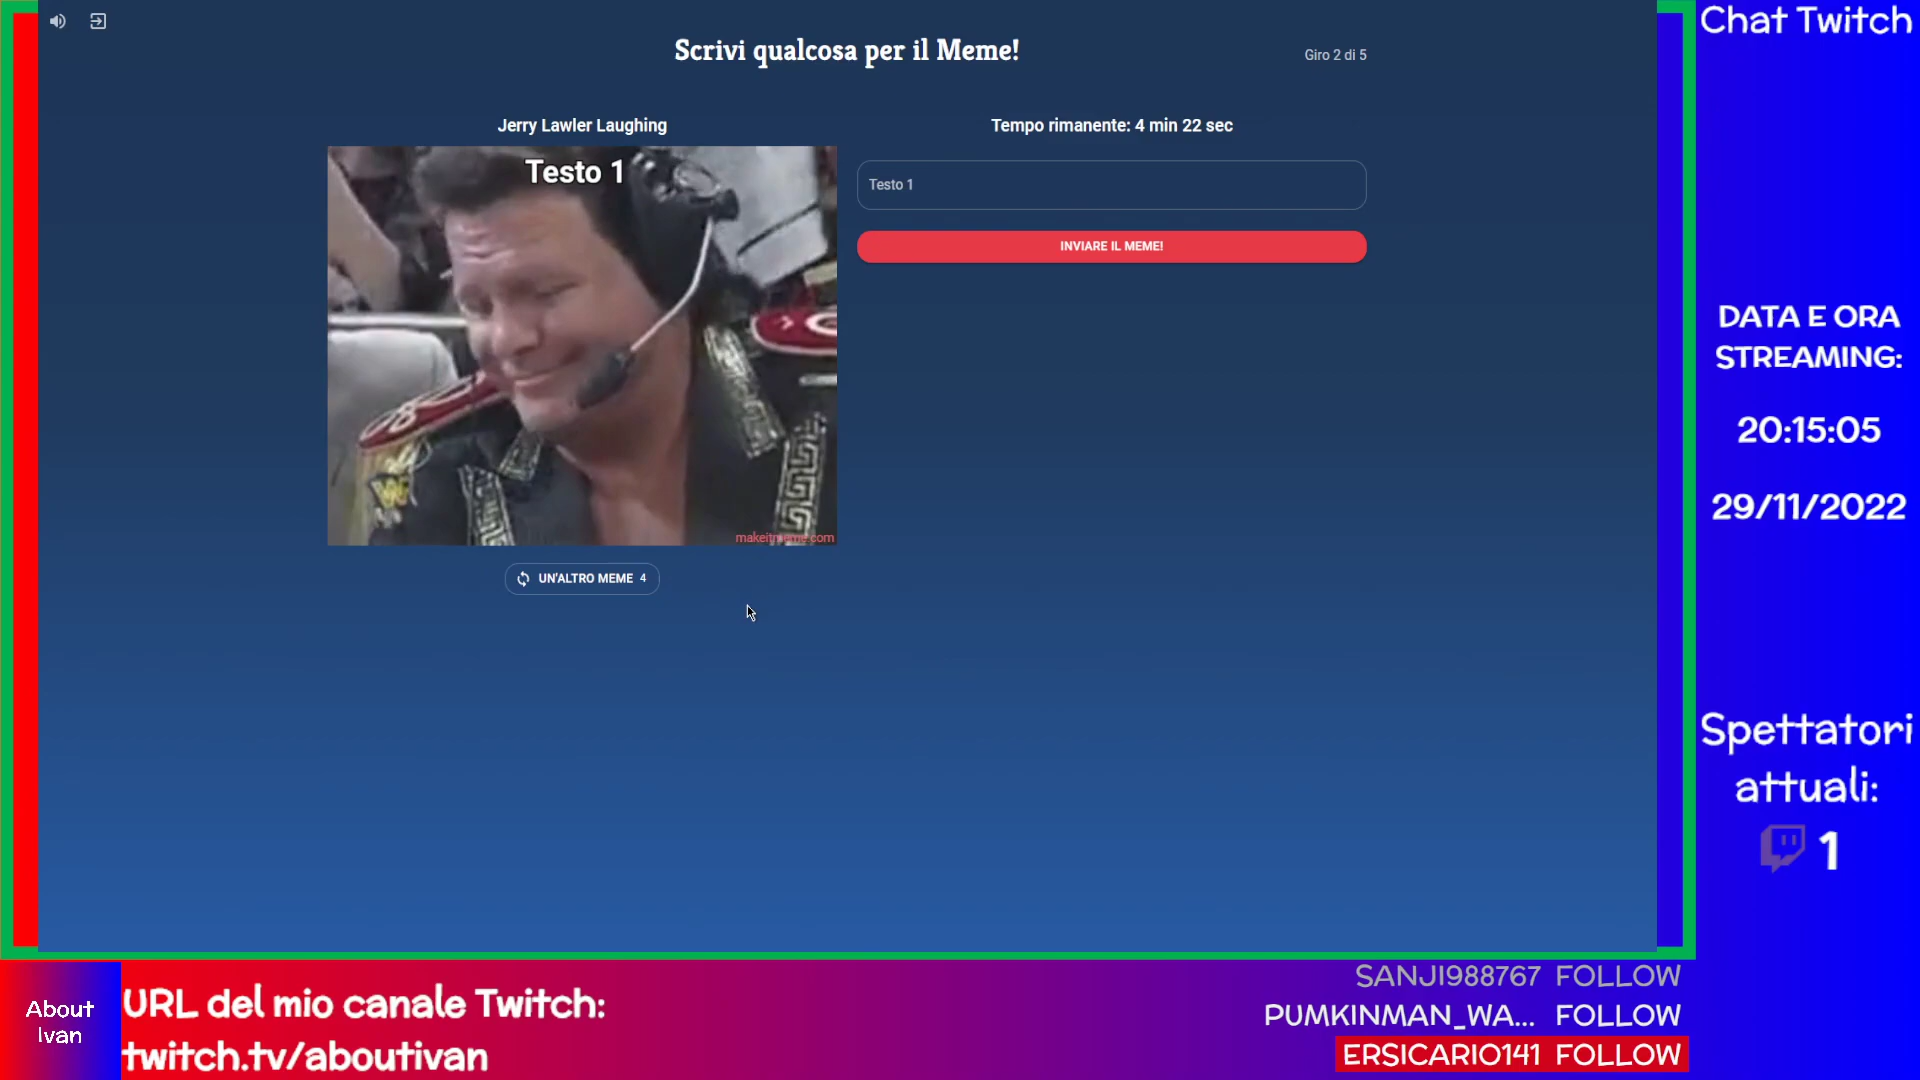 Scrivi qualcosa per il Meme!
Giro 2 di 5
Jerry Lawler Laughing
Testo 1
makeitmeme.com
UN'ALTRO MEME 4
Tempo rimanente: 4 min 22 sec
Testo 1
INVIARE IL MEME!
Chat Twitch
DATA E ORA
STREAMING:
20:15:05
29/11/2022
Spettatori
attuali:
1
About
Ivan
URL del mio canale Twitch:
twitch.tv/aboutivan
SANJI988767 FOLLOW
PUMKINMAN_WA... FOLLOW
ERSICARIO141 FOLLOW